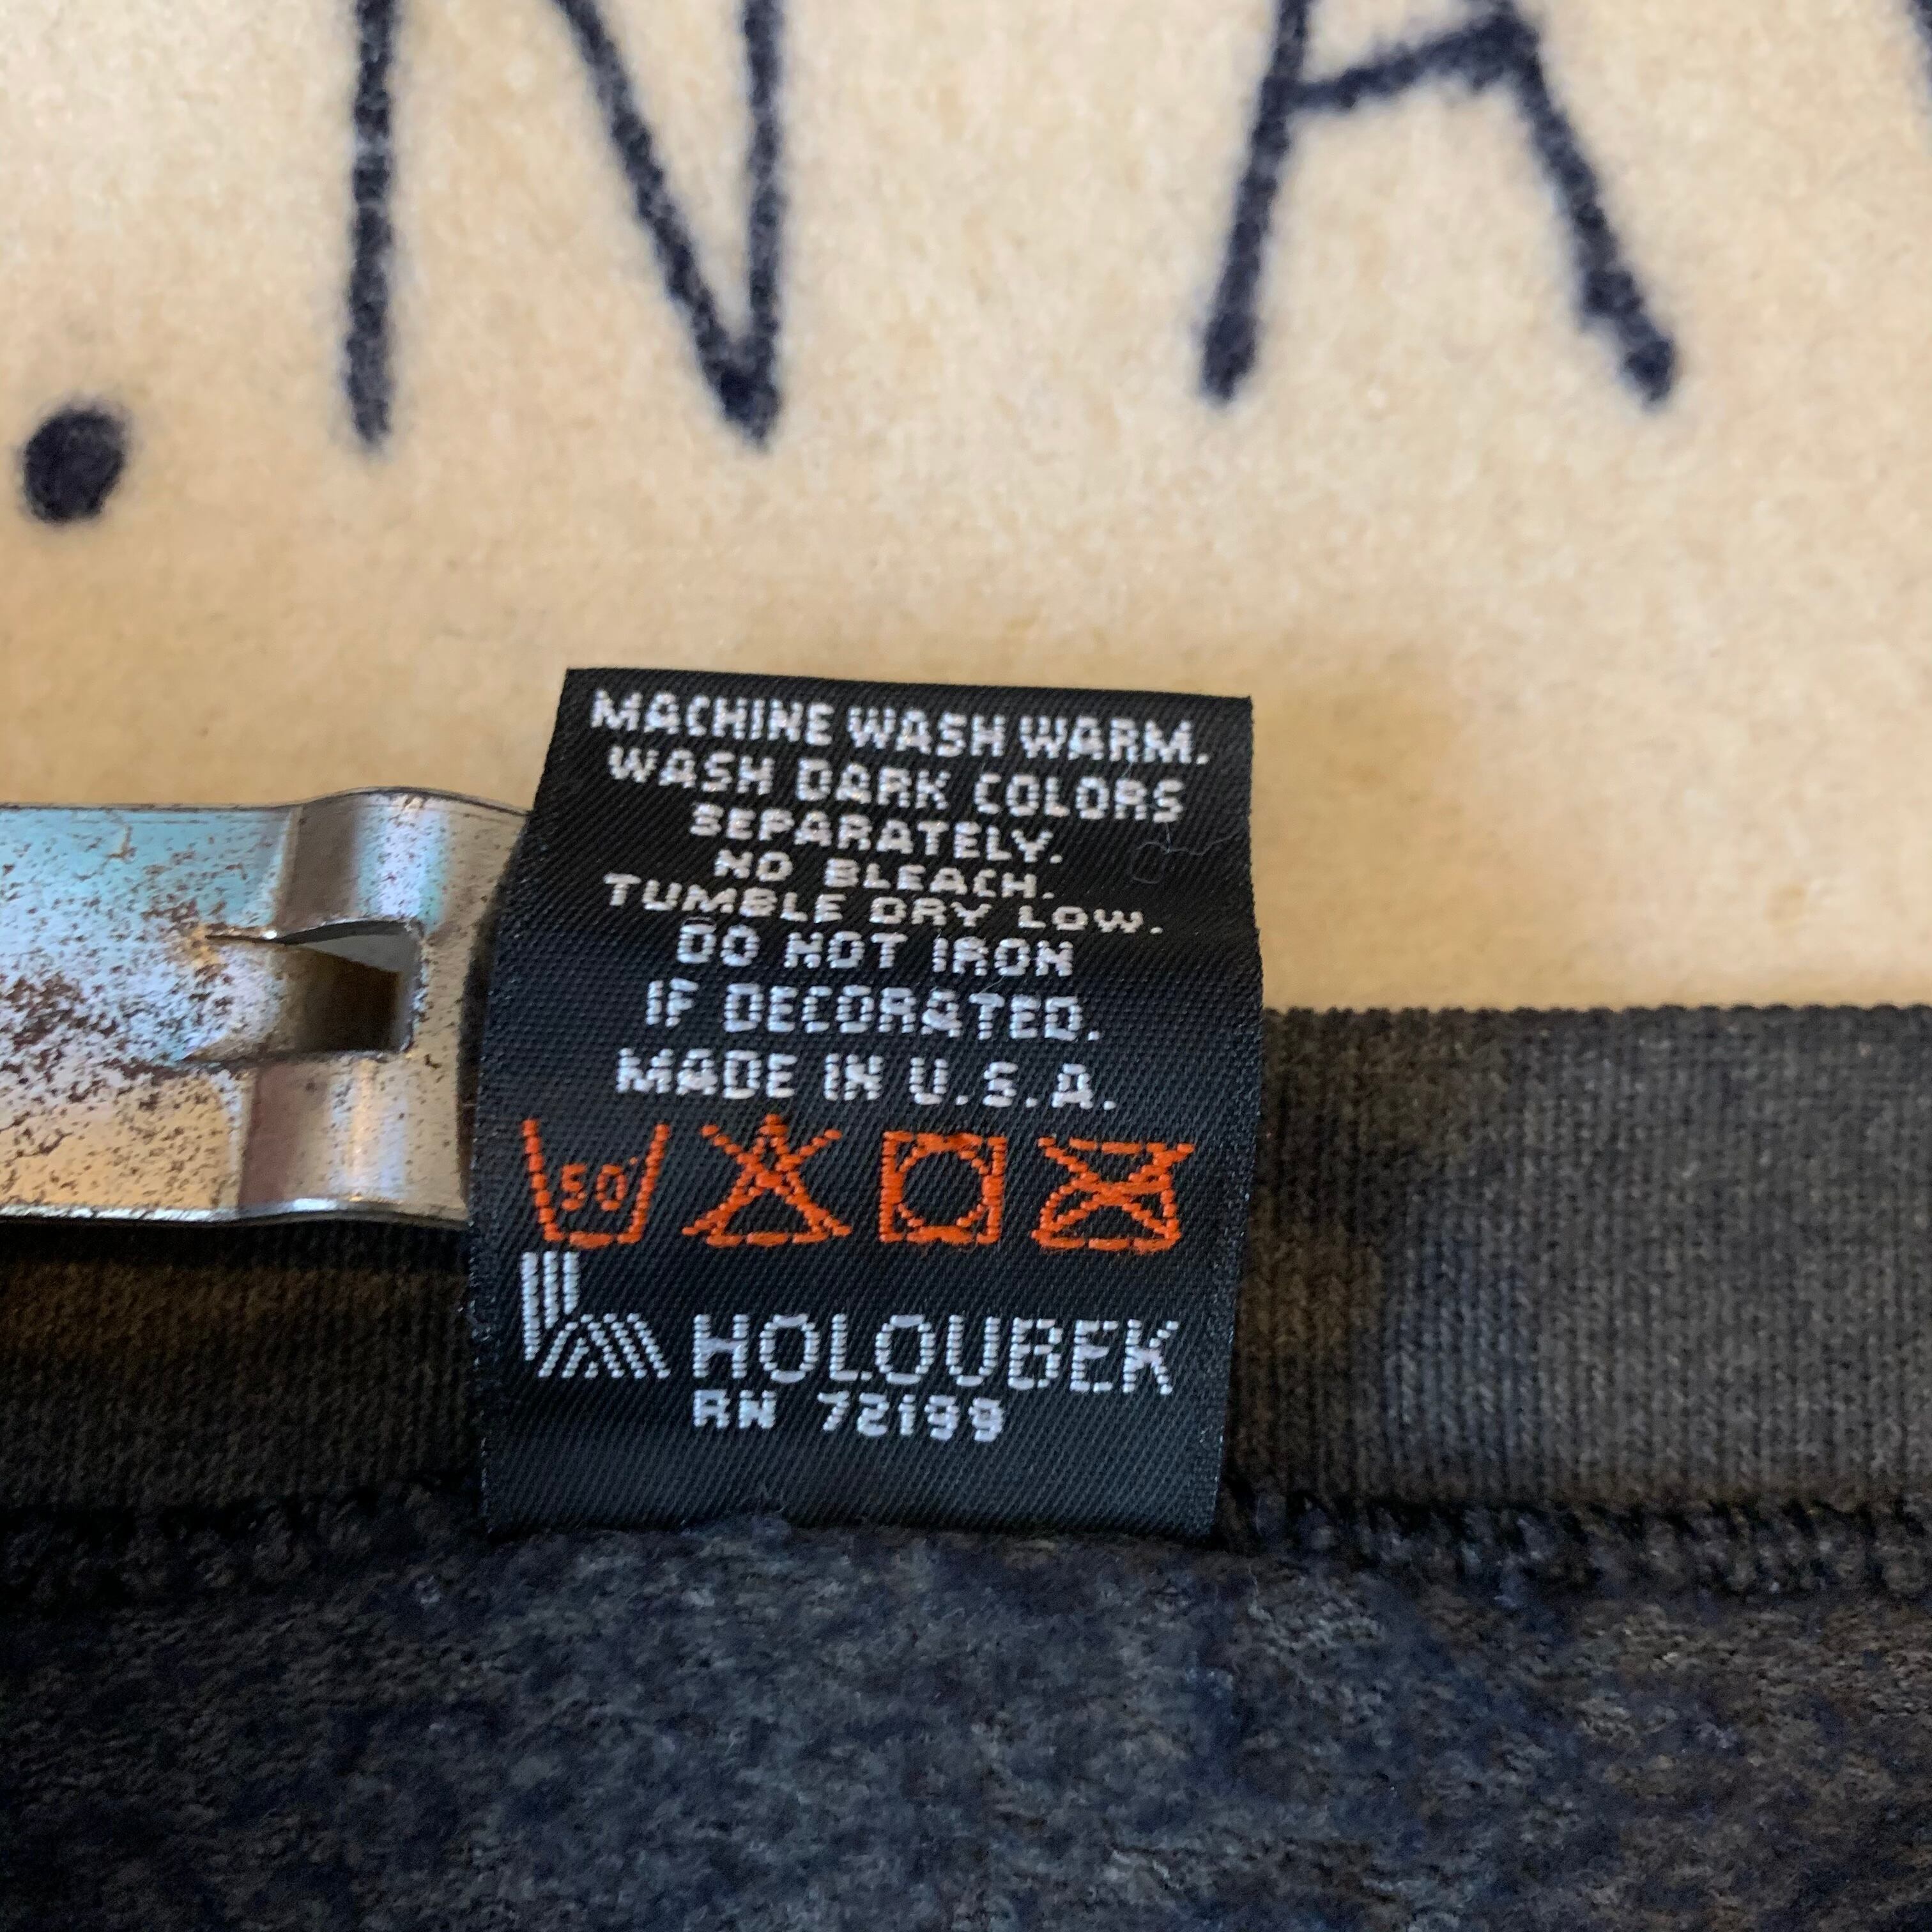 . N A
MACHINE WASH WARM.
WASH DARK COLORS
SEPARATELY.
NO BLEACH.
TUMBLE DRY LOW.
DO NOT IRON
IF DECORATED.
MADE IN U.S.A.
50°
HOLOUBEK
RN 72199